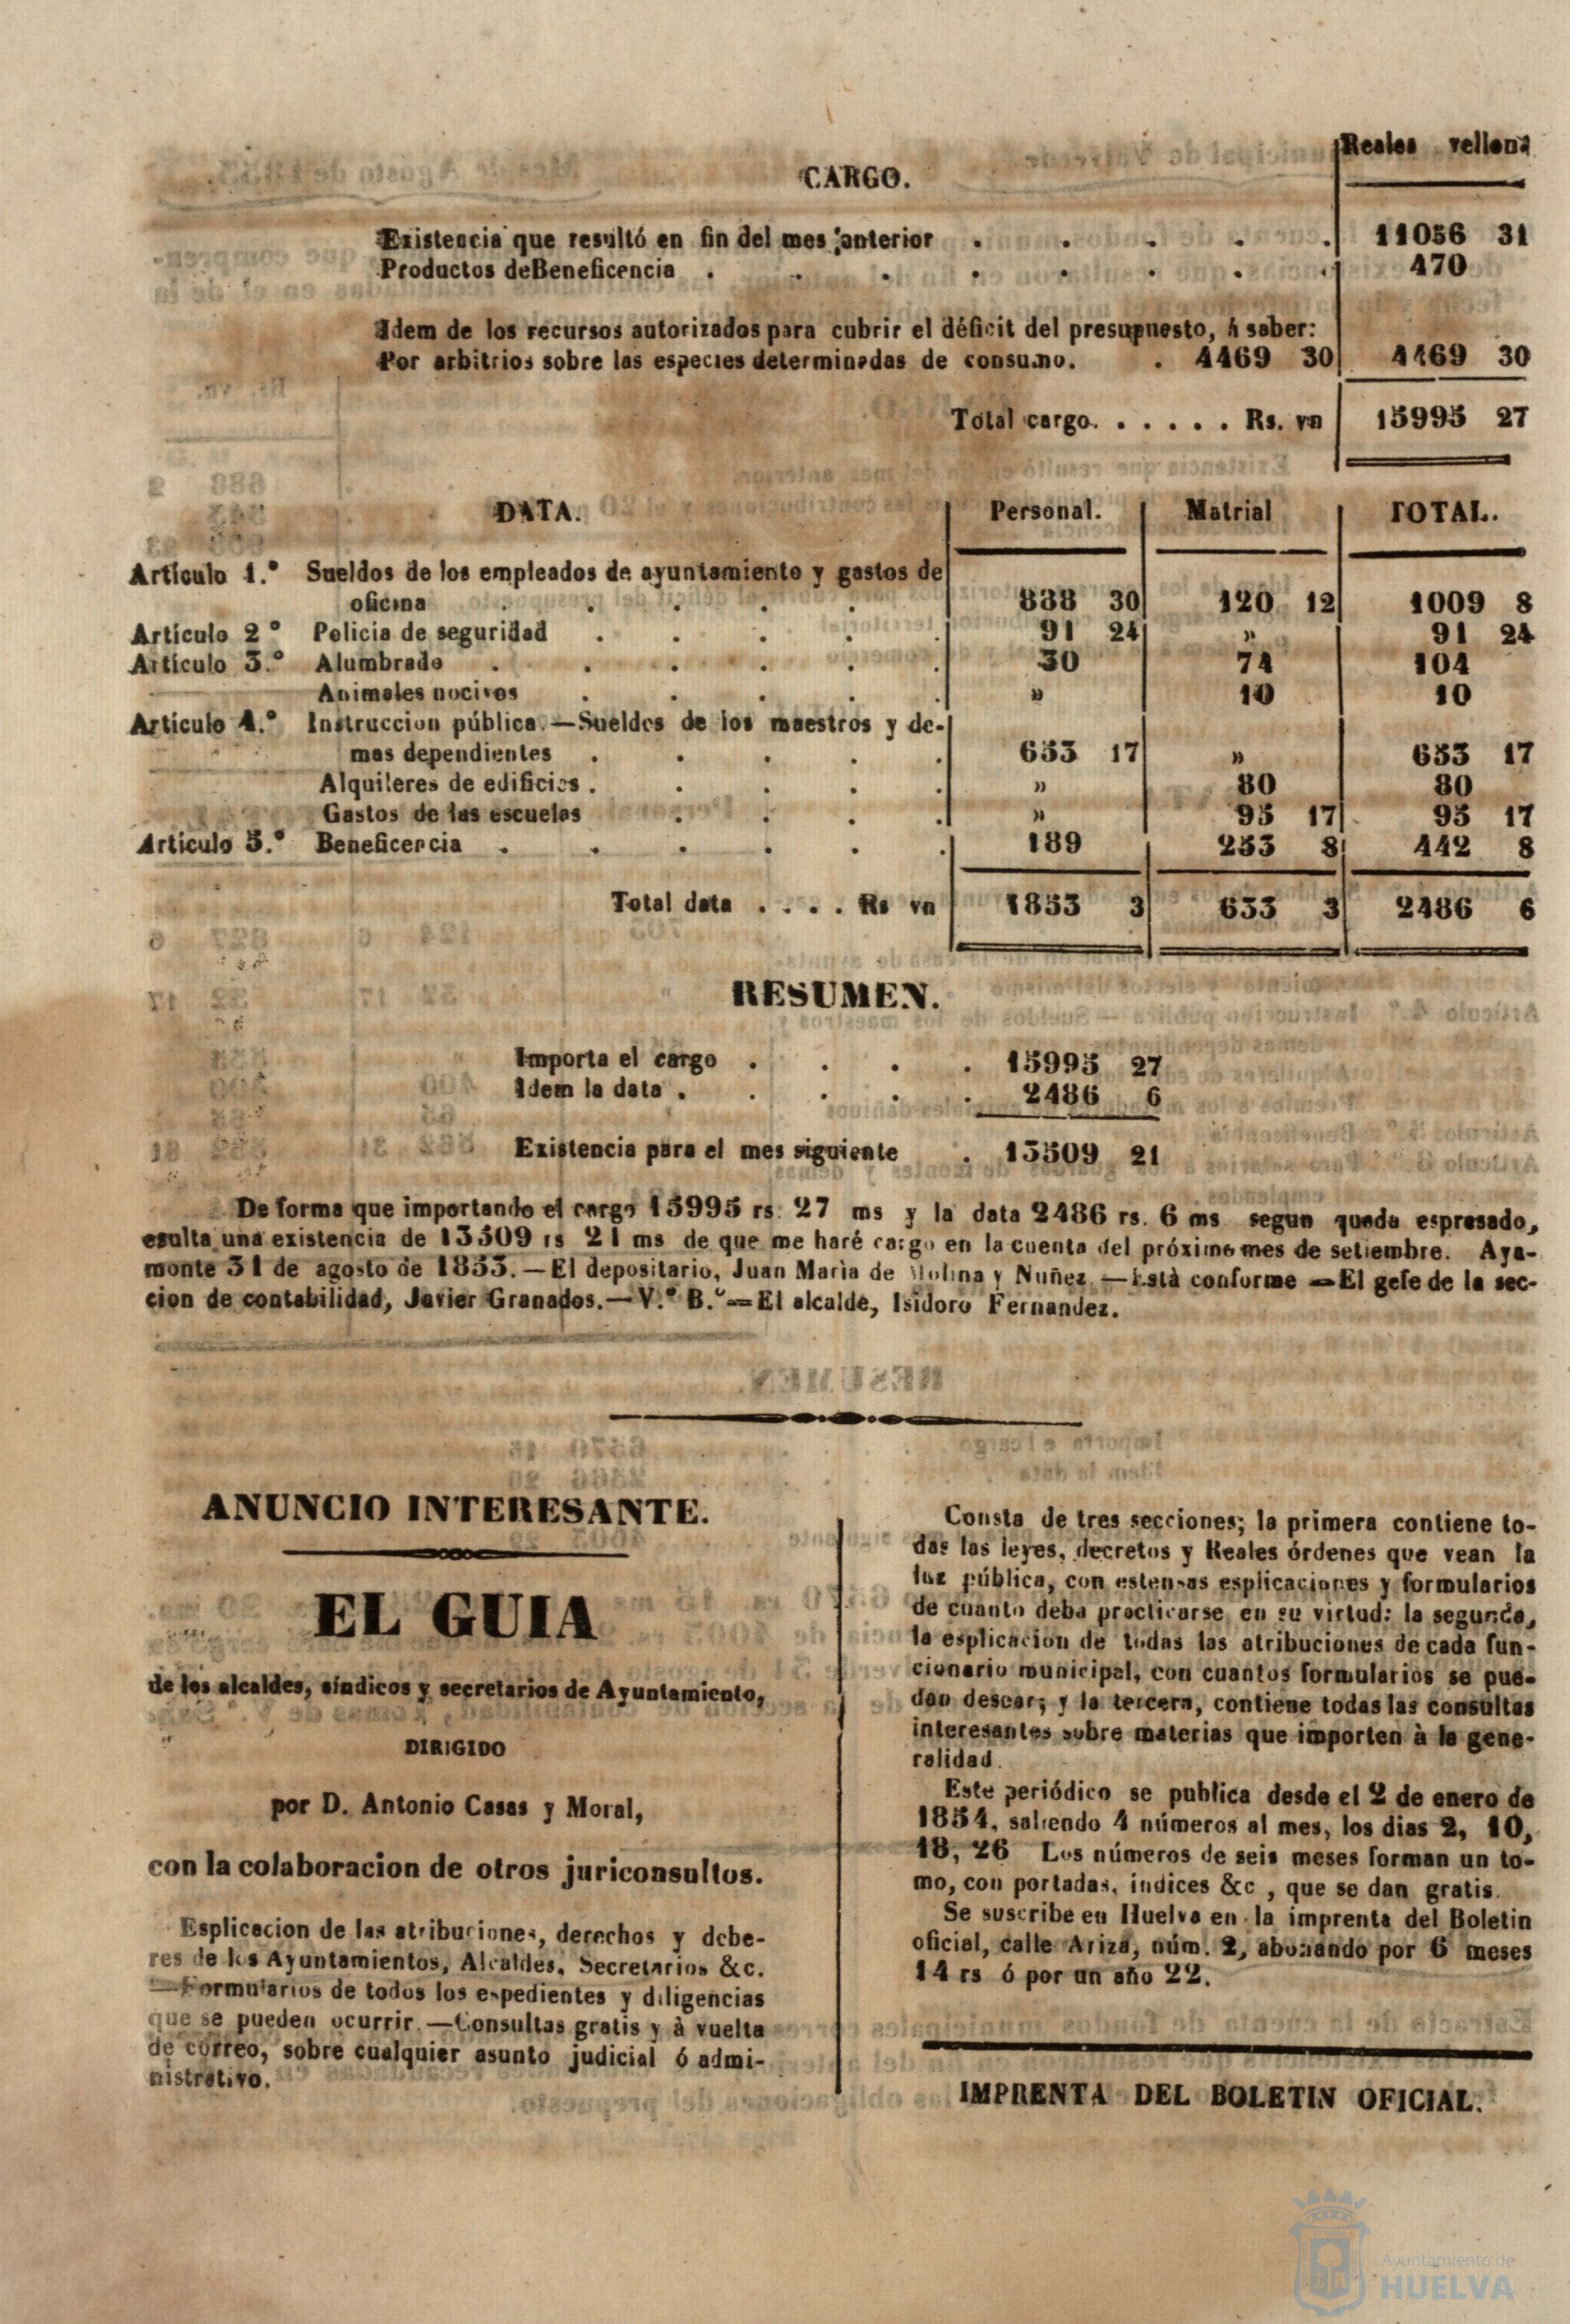 Reales vellon
CARGO.
Existencia que resultó en fin del mes anterior . . . . . 11056 31
Productos deBeneficencia . . . . . . . . 470
Idem de los recursos autorizados para cubrir el déficit del presupuesto, á saber:
Por arbitrios sobre las especies determinadas de consumo. . 4469 30 4469 30
Total cargo. . . . . . Rs. vn 15995 27
DATA. Personal. Matrial TOTAL.
Artículo 1.° Sueldos de los empleados de ayuntamiento y gastos de
oficina . . . . . 888 30 120 12 1009 8
Artículo 2° Policia de seguridad . . . . . 91 24 » 91 24
Artículo 3.° Alumbrado . . . . . . 30 74 104
Animales nocivos . . . . . » 10 10
Artículo 4.° Instruccion pública.—Sueldos de los maestros y de-
mas dependientes . . . . . 653 17 » 653 17
Alquileres de edificios . . . . . » 80 80
Gastos de las escuelas . . . . » 95 17 95 17
Artículo 5.° Beneficencia . . . . . . 189 253 8 442 8
Total data . . . . Rs vn 1853 3 633 3 2486 6
RESUMEN.
Importa el cargo . . . . 15995 27
Idem la data . . . . . 2486 6
Existencia para el mes siguiente . 13509 21
De forma que importando el cargo 15995 rs. 27 ms y la data 2486 rs. 6 ms segun queda espresado,
esulta una existencia de 13509 rs 21 ms de que me haré cargo en la cuenta del próximo mes de setiembre. Aya-
monte 31 de agosto de 1853.—El depositario, Juan Marìa de Molina y Nuñez.—Està conforme—El gefe de la sec-
cion de contabilidad, Javier Granados.—V.° B.°—El alcalde, Isidoro Fernandez.
ANUNCIO INTERESANTE.
EL GUIA
de los alcaldes, síndicos y secretarios de Ayuntamiento,
DIRIGIDO
por D. Antonio Casas y Moral,
con la colaboracion de otros juriconsultos.
Esplicacion de las atribuciones, derechos y debe-
res de los Ayuntamientos, Alcaldes, Secretarios &c.
—Formularios de todos los espedientes y diligencias
que se pueden ocurrir.—Consultas gratis y à vuelta
de correo, sobre cualquier asunto judicial ó admi-
nistrativo.
Consta de tres secciones; la primera contiene to-
das las leyes, decretos y Reales órdenes que vean la
luz pública, con estensas esplicaciones y formularios
de cuanto deba practicarse en su virtud: la segunda,
la esplicacion de todas las atribuciones de cada fun-
cionario municipal, con cuantos formularios se pue-
dan desear; y la tercera, contiene todas las consultas
interesantes sobre materias que importen à la gene-
ralidad.
Este periódico se publica desde el 2 de enero de
1854, saliendo 4 números al mes, los dias 2, 10,
18, 26 Los números de seis meses forman un to-
mo, con portadas, índices &c , que se dan gratis.
Se suscribe en Huelva en la imprenta del Boletin
oficial, calle Ariza, núm. 2, abonando por 6 meses
14 rs ó por un año 22.
IMPRENTA DEL BOLETIN OFICIAL.
Ayuntamiento de
HUELVA